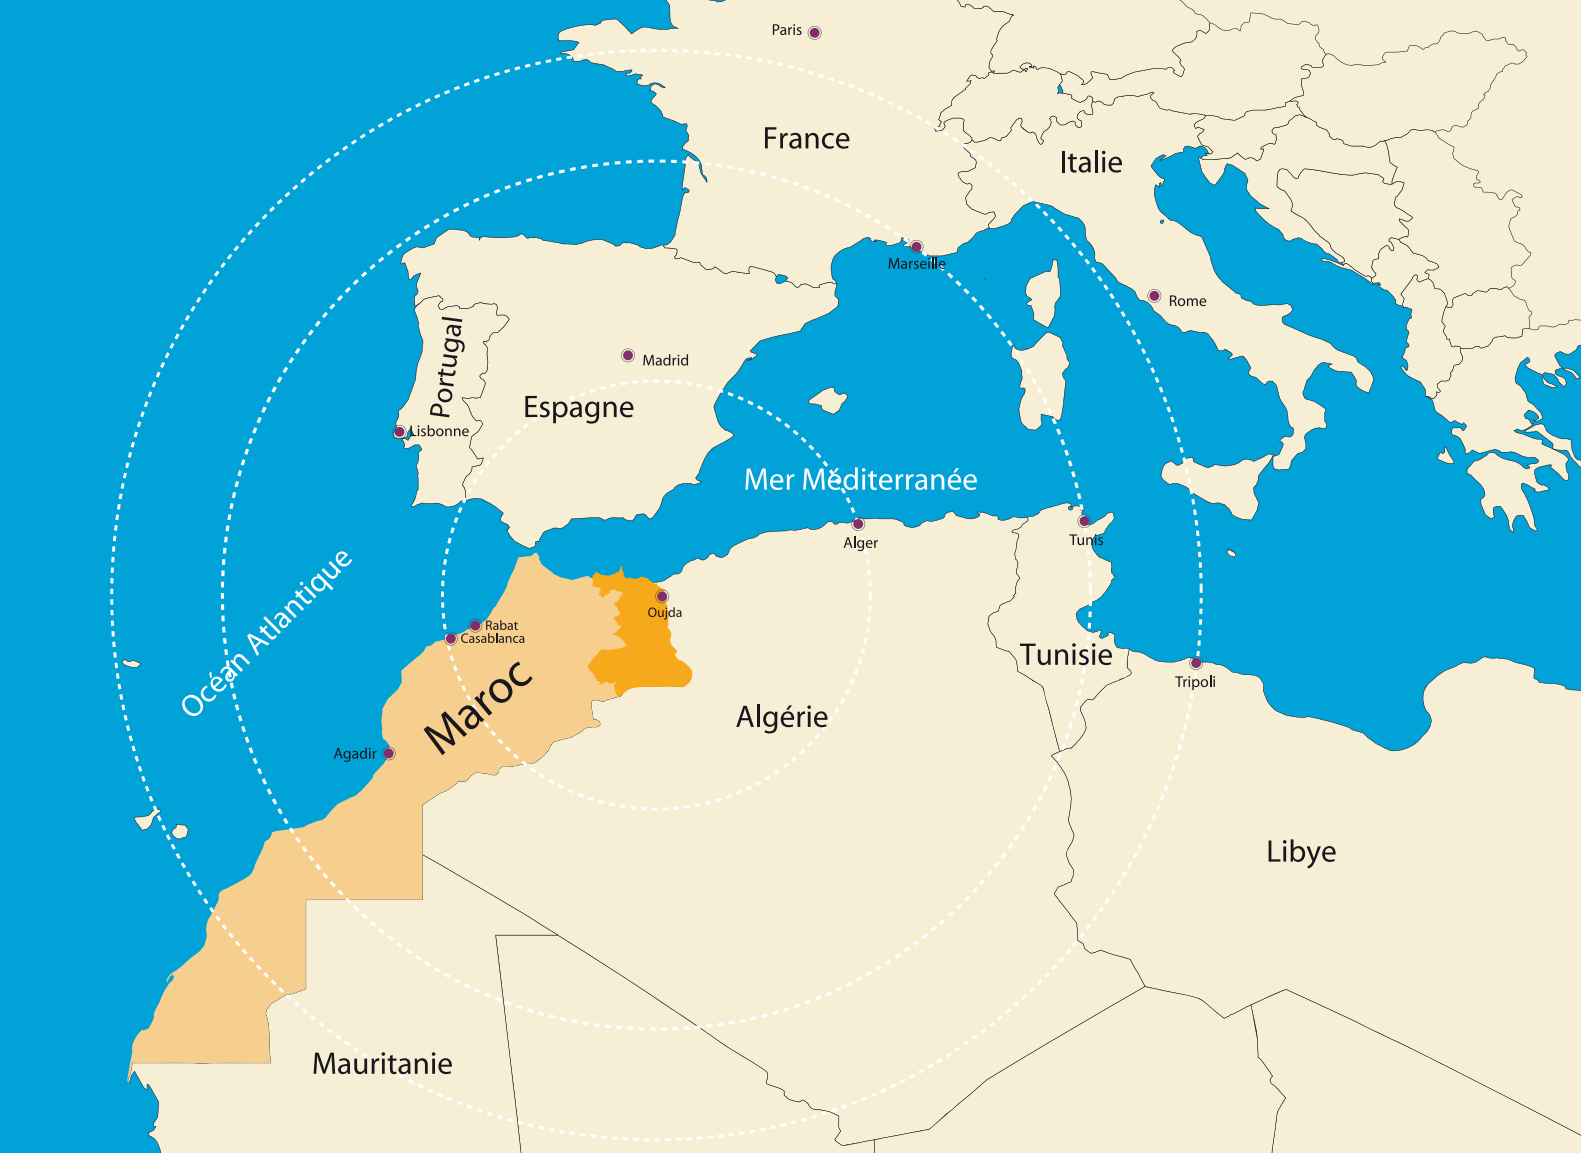 Paris
France
Italie
Marseille
Rome
Portugal
Madrid
Espagne
Lisbonne
Mer Méditerranée
Alger
Tunis
Océan Atlantique
Oujda
Rabat
Casablanca
Tunisie
Tripoli
Maroc
Algérie
Agadir
Libye
Mauritanie